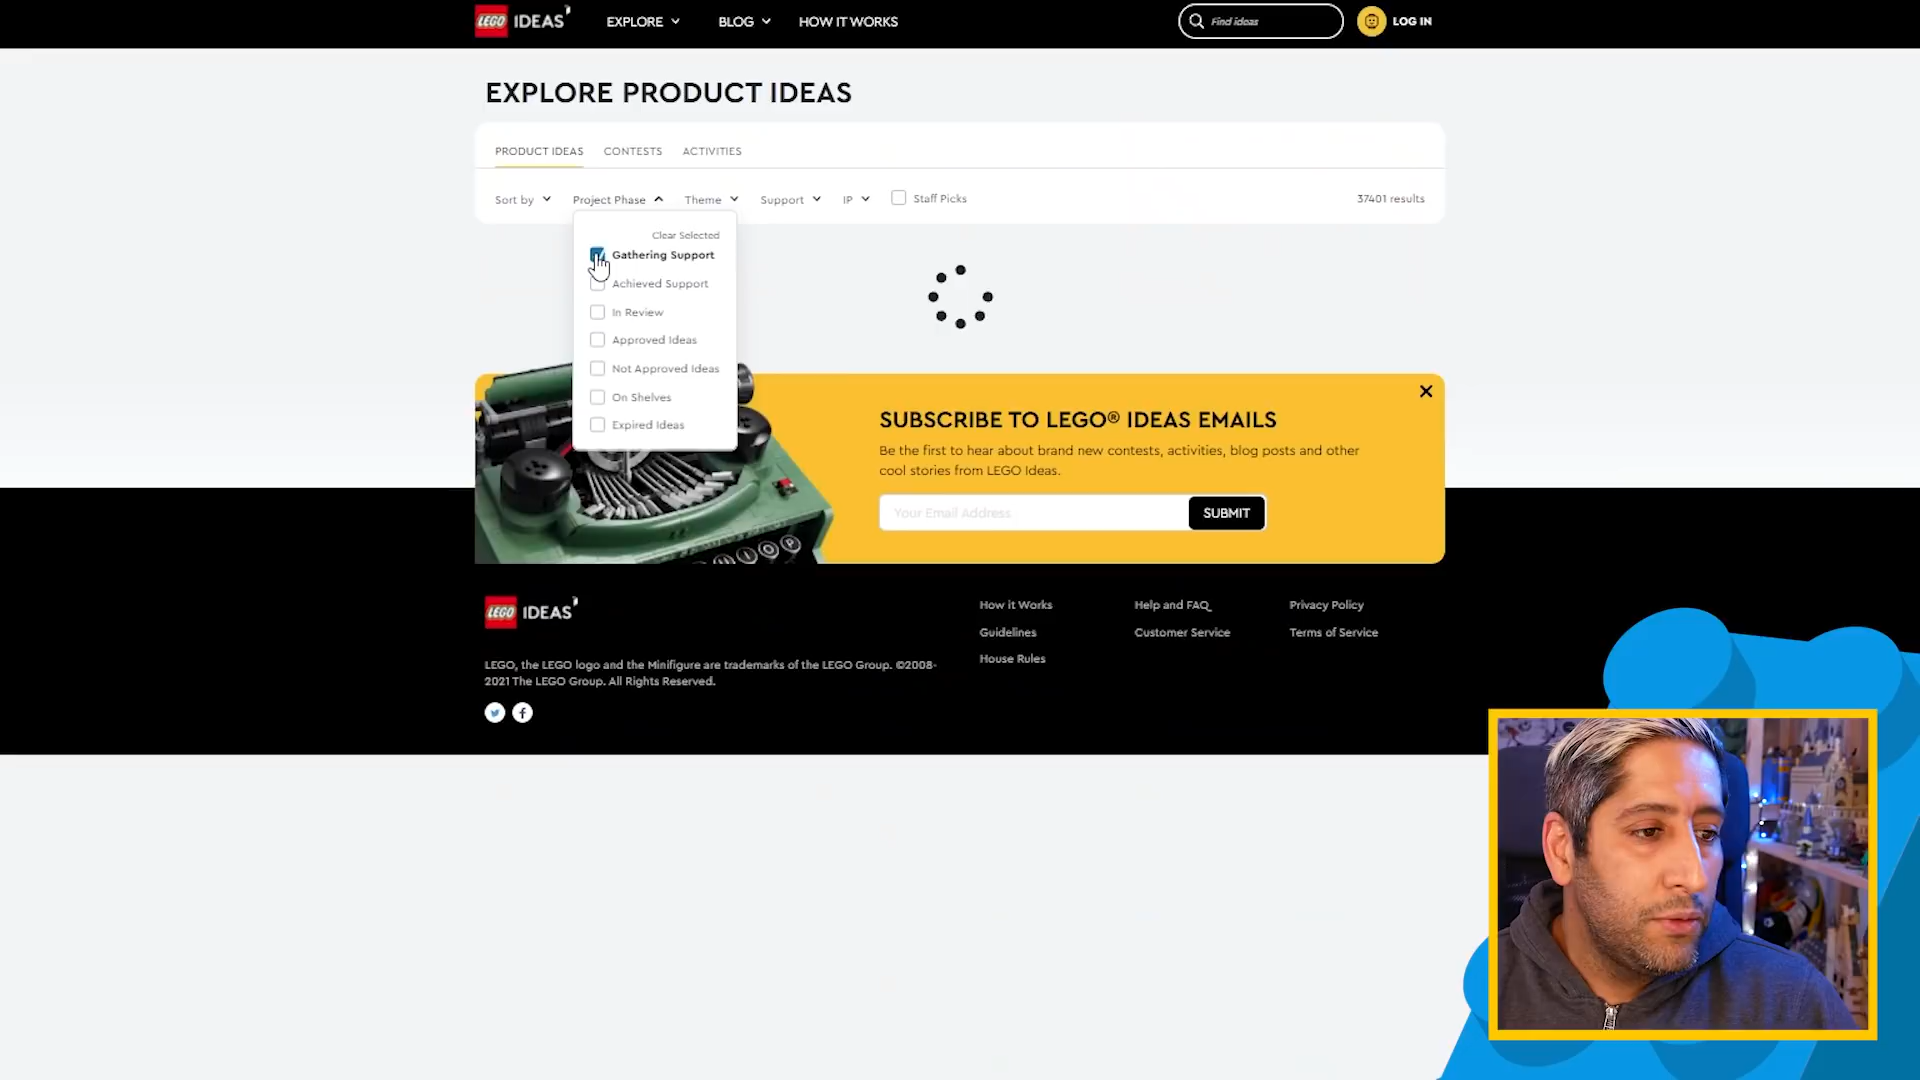 LEGO IDEAS
EXPLORE
BLOG
HOW IT WORKS
Find ideas
LOG IN
EXPLORE PRODUCT IDEAS
PRODUCT IDEAS
CONTESTS
ACTIVITIES
Sort by
Project Phase
Theme
Support
IP
Staff Picks
37401 results
Clear Selected
Gathering Support
Achieved Support
In Review
Approved Ideas
Not Approved Ideas
On Shelves
Expired Ideas
SUBSCRIBE TO LEGO® IDEAS EMAILS
Be the first to hear about brand new contests, activities, blog posts and other
cool stories from LEGO Ideas.
Your Email Address
SUBMIT
LEGO IDEAS
How it Works
Help and FAQ
Privacy Policy
Guidelines
Customer Service
Terms of Service
House Rules
LEGO, the LEGO logo and the Minifigure are trademarks of the LEGO Group. ©2008-
2021 The LEGO Group. All Rights Reserved.